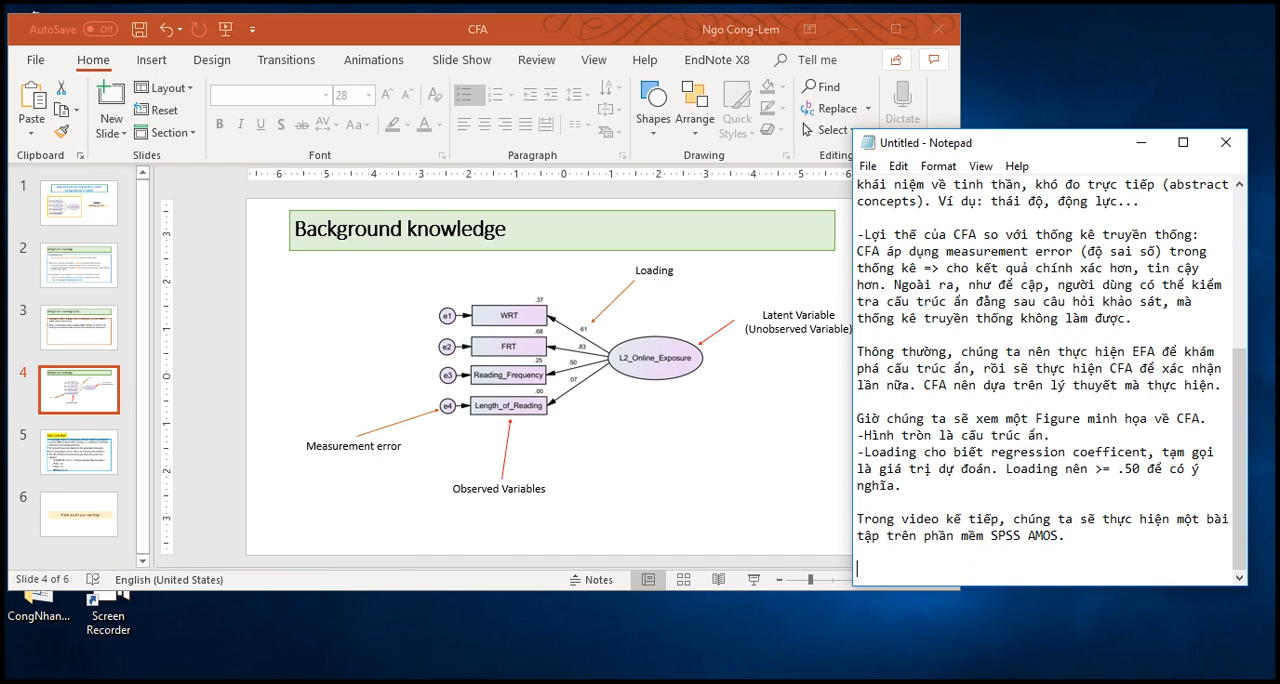 AutoSave
Off
CFA
Ngo Cong-Lem
File
Home
Insert
Design
Transitions
Animations
Slide Show
Review
View
Help
EndNote X8
Tell me
Paste
New
Slide
Layout
Reset
Section
28
B I U S ab AV Aa A
Shapes
Arrange
Quick
Styles
Find
Replace
Select
Dictate
Clipboard
Slides
Font
Paragraph
Drawing
Editing
1
2
3
4
5
6
Background knowledge
Loading
Latent Variable
(Unobserved Variable)
e1
WRT
.37
.61
e2
FRT
.68
.83
e3
Reading_Frequency
.25
.50
e4
Length_of_Reading
.00
.07
L2_Online_Exposure
Measurement error
Observed Variables
Slide 4 of 6
English (United States)
Notes
CongNhan...
Screen
Recorder
Untitled - Notepad
File Edit Format View Help
khái niệm về tinh thần, khó đo trực tiếp (abstract
concepts). Ví dụ: thái độ, động lực...
-Lợi thế của CFA so với thống kê truyền thống:
CFA áp dụng measurement error (độ sai số) trong
thống kê => cho kết quả chính xác hơn, tin cậy
hơn. Ngoài ra, như để cập, người dùng có thể kiểm
tra cấu trúc ẩn đằng sau câu hỏi khảo sát, mà
thống kê truyền thống không làm được.
Thông thường, chúng ta nên thực hiện EFA để khám
phá cấu trúc ẩn, rồi sẽ thực hiện CFA để xác nhận
lần nữa. CFA nên dựa trên lý thuyết mà thực hiện.
Giờ chúng ta sẽ xem một Figure minh họa về CFA.
-Hình tròn là cấu trúc ẩn.
-Loading cho biết regression coefficent, tạm gọi
là giá trị dự đoán. Loading nên >= .50 để có ý
nghĩa.
Trong video kế tiếp, chúng ta sẽ thực hiện một bài
tập trên phần mềm SPSS AMOS.